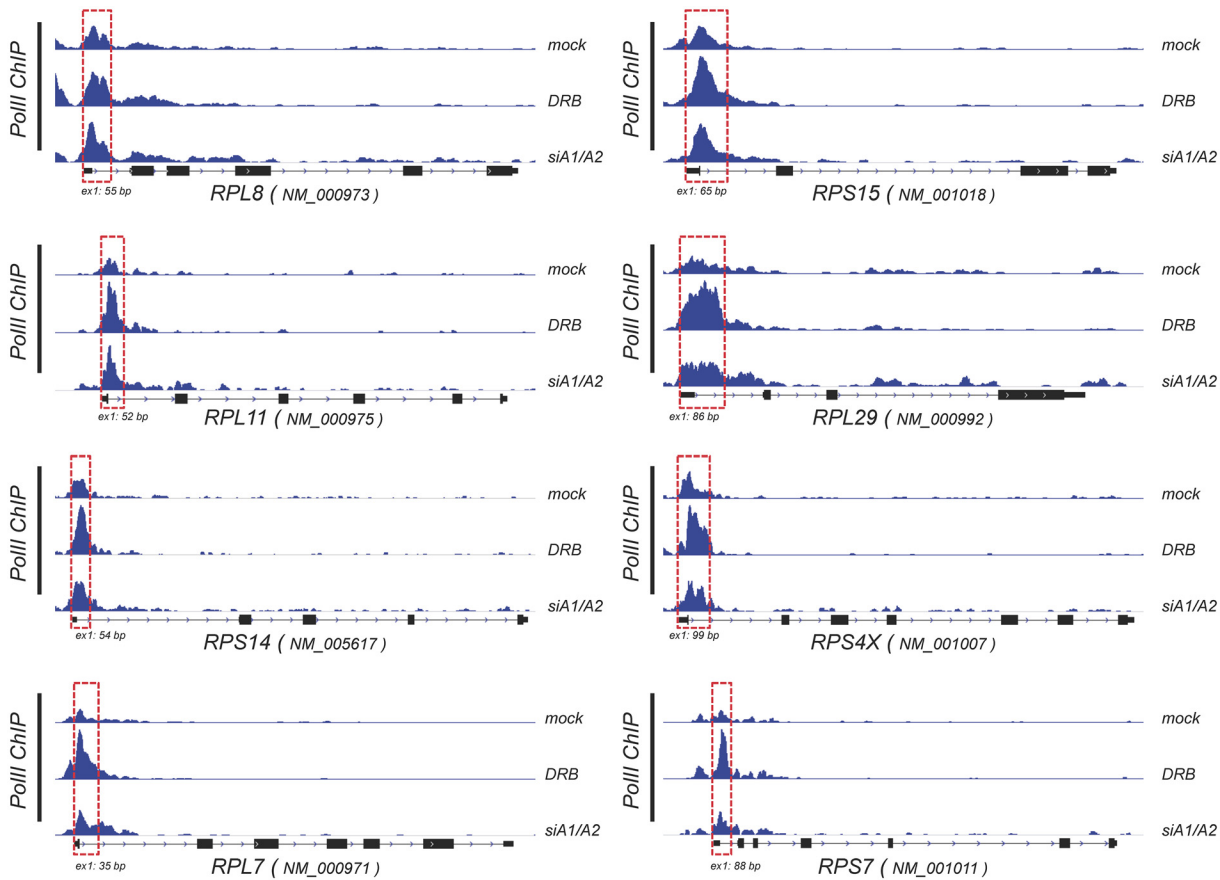 PolII ChIP
mock
DRB
siA1/A2
ex1: 55 bp
RPL8 ( NM_000973 )
PolII ChIP
mock
DRB
siA1/A2
ex1: 65 bp
RPS15 ( NM_001018 )
PolII ChIP
mock
DRB
siA1/A2
ex1: 52 bp
RPL11 ( NM_000975 )
PolII ChIP
mock
DRB
siA1/A2
ex1: 86 bp
RPL29 ( NM_000992 )
PolII ChIP
mock
DRB
siA1/A2
ex1: 54 bp
RPS14 ( NM_005617 )
PolII ChIP
mock
DRB
siA1/A2
ex1: 99 bp
RPS4X ( NM_001007 )
PolII ChIP
mock
DRB
siA1/A2
ex1: 35 bp
RPL7 ( NM_000971 )
PolII ChIP
mock
DRB
siA1/A2
ex1: 88 bp
RPS7 ( NM_001011 )